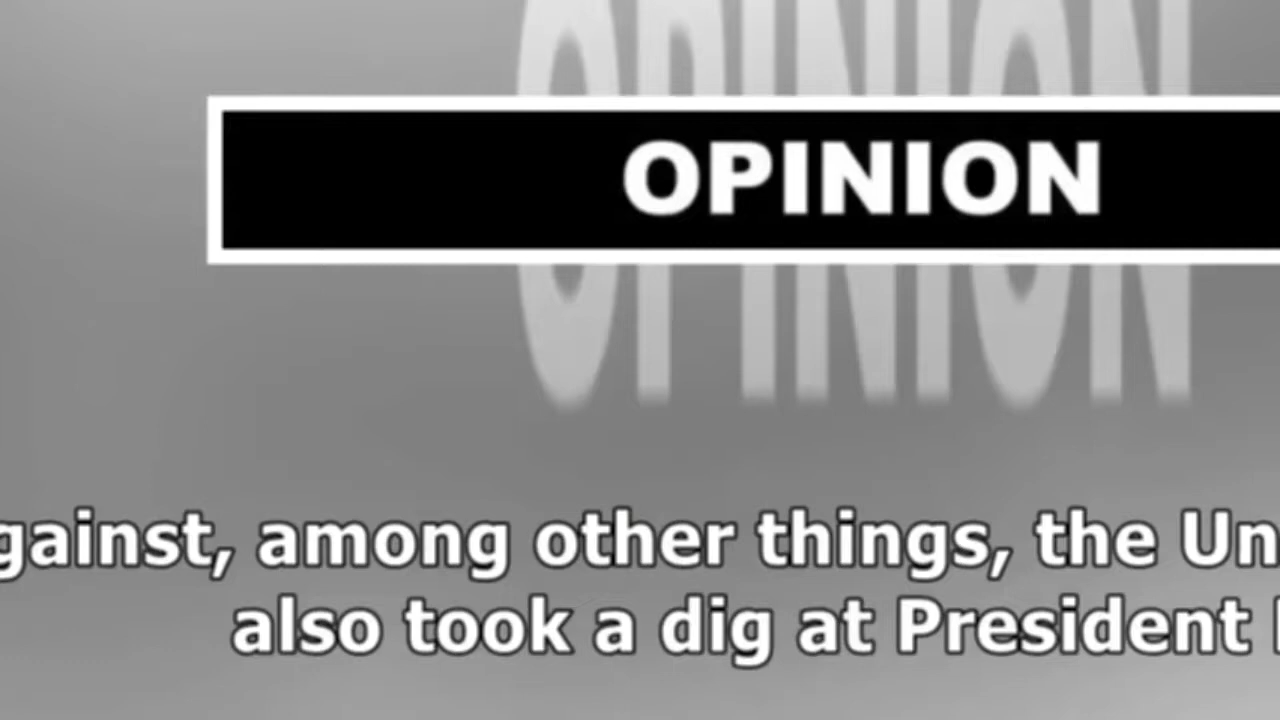 OPINION
OPINION
gainst, among other things, the Un
also took a dig at President